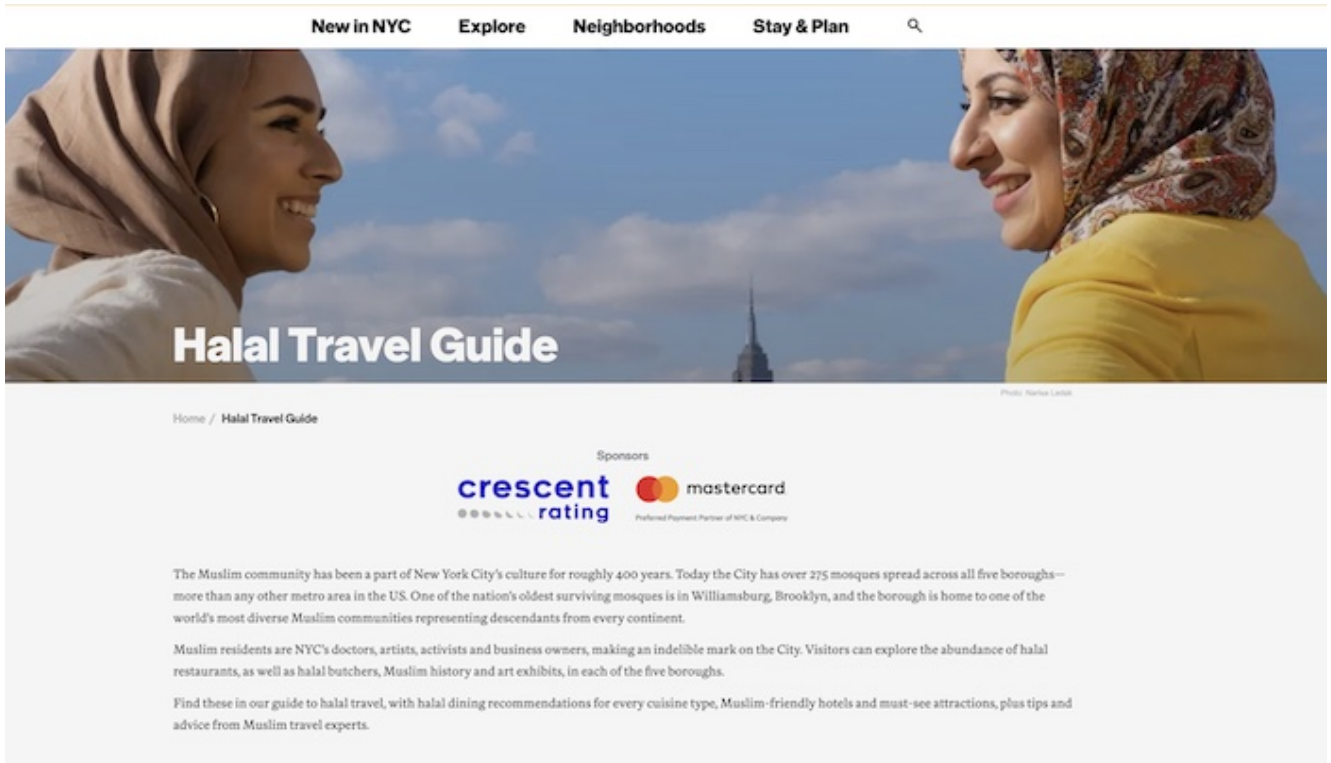 New in NYC Explore Neighborhoods Stay & Plan
Halal Travel Guide
Photo: Narisa Ladak
Home / Halal Travel Guide
Sponsors
crescent rating
mastercard
Preferred Payment Partner of NYC & Company
The Muslim community has been a part of New York City's culture for roughly 400 years. Today the City has over 275 mosques spread across all five boroughs—
more than any other metro area in the US. One of the nation's oldest surviving mosques is in Williamsburg, Brooklyn, and the borough is home to one of the
world's most diverse Muslim communities representing descendants from every continent.
Muslim residents are NYC's doctors, artists, activists and business owners, making an indelible mark on the City. Visitors can explore the abundance of halal
restaurants, as well as halal butchers, Muslim history and art exhibits, in each of the five boroughs.
Find these in our guide to halal travel, with halal dining recommendations for every cuisine type, Muslim-friendly hotels and must-see attractions, plus tips and
advice from Muslim travel experts.